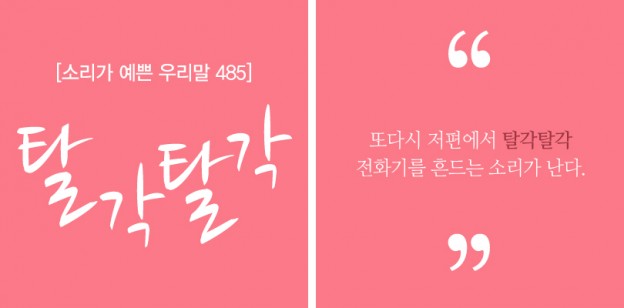 [소리가 예쁜 우리말 485]
탈각탈각
“
또다시 저편에서 탈각탈각
전화기를 흔드는 소리가 난다.
”